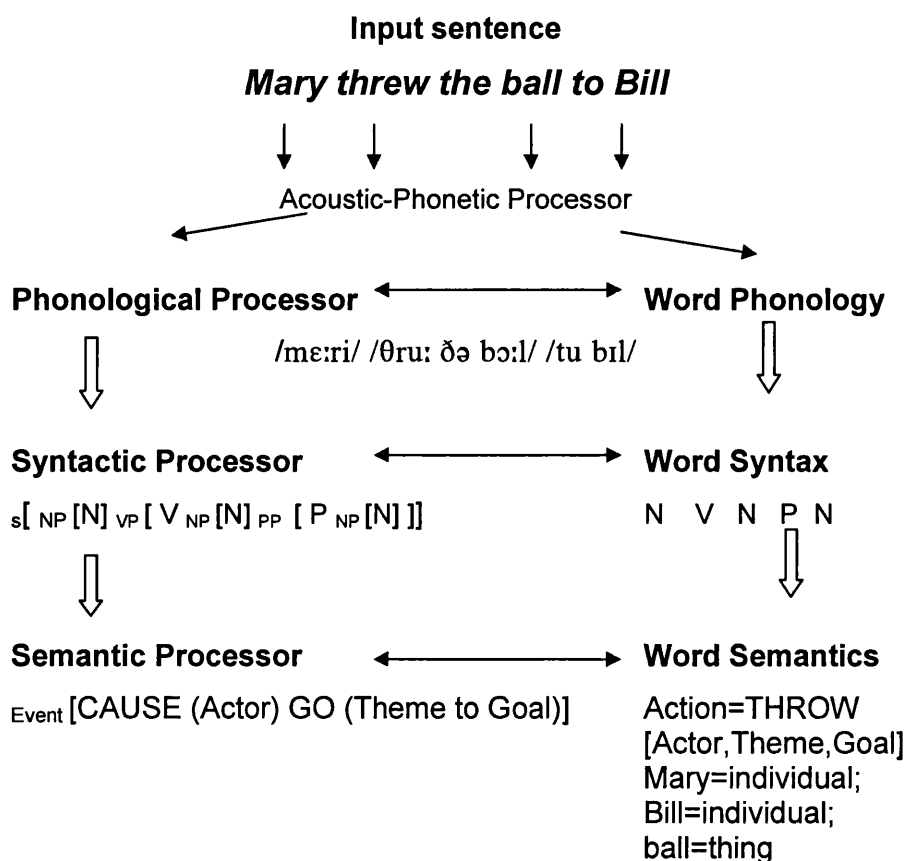 Input sentence
Mary threw the ball to Bill
Acoustic-Phonetic Processor
Phonological Processor
Word Phonology
/mɛːri/ /θruː ðə bɔːl/ /tu bɪl/
Syntactic Processor
Word Syntax
s[ NP [N] VP [ V NP [N] PP [ P NP [N] ]]
N V N P N
Semantic Processor
Word Semantics
Event [CAUSE (Actor) GO (Theme to Goal)]
Action=THROW
[Actor,Theme,Goal]
Mary=individual;
Bill=individual;
ball=thing